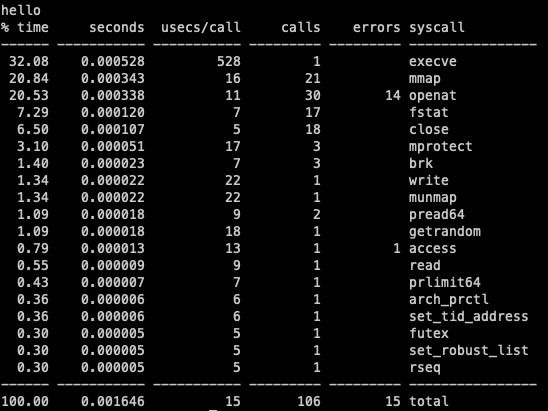 hello
% time     seconds  usecs/call     calls    errors syscall
------ ----------- ----------- --------- --------- ----------------
 32.08    0.000528         528         1           execve
 20.84    0.000343          16        21           mmap
 20.53    0.000338          11        30        14 openat
  7.29    0.000120           7        17           fstat
  6.50    0.000107           5        18           close
  3.10    0.000051          17         3           mprotect
  1.40    0.000023           7         3           brk
  1.34    0.000022          22         1           write
  1.34    0.000022          22         1           munmap
  1.09    0.000018           9         2           pread64
  1.09    0.000018          18         1           getrandom
  0.79    0.000013          13         1         1 access
  0.55    0.000009           9         1           read
  0.43    0.000007           7         1           prlimit64
  0.36    0.000006           6         1           arch_prctl
  0.36    0.000006           6         1           set_tid_address
  0.30    0.000005           5         1           futex
  0.30    0.000005           5         1           set_robust_list
  0.30    0.000005           5         1           rseq
------ ----------- ----------- --------- --------- ----------------
100.00    0.001646          15       106        15 total